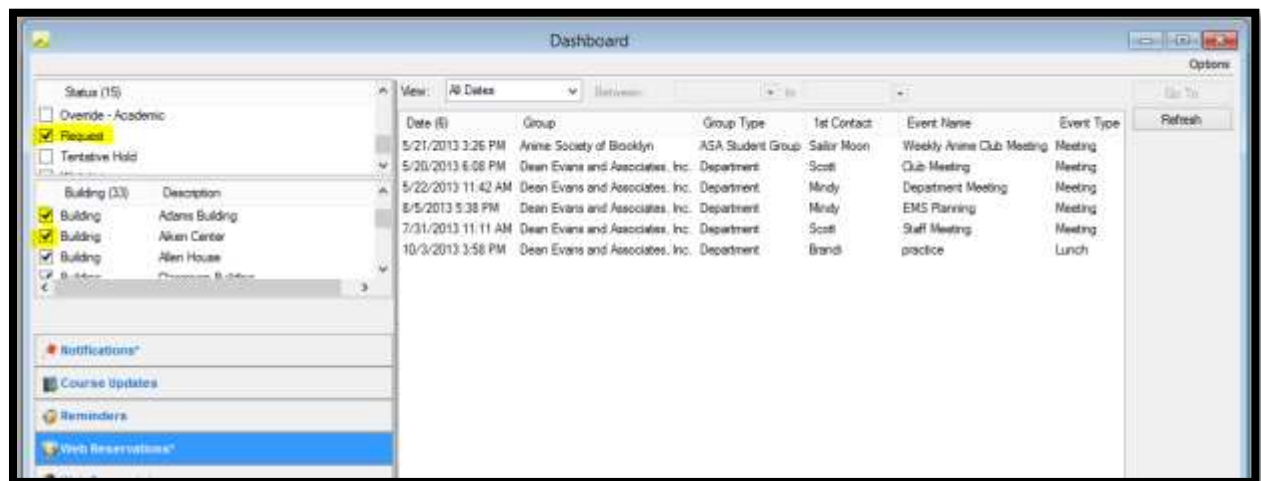 Dashboard
Options
Status (15)
Override - Academic
Request
Tentative Hold
Building (33) Description
Building Adams Building
Building Aiken Center
Building Allen House
Notifications*
Course Updates
Reminders
Web Reservations*
View: All Dates Between: to
Go To
Refresh
Date (6) Group Group Type 1st Contact Event Name Event Type
5/21/2013 3:26 PM Anime Society of Brooklyn ASA Student Group Sailor Moon Weekly Anime Club Meeting Meeting
5/20/2013 6:08 PM Dean Evans and Associates, Inc. Department Scott Club Meeting Meeting
5/22/2013 11:42 AM Dean Evans and Associates, Inc. Department Mindy Department Meeting Meeting
8/5/2013 5:38 PM Dean Evans and Associates, Inc. Department Mindy EMS Planning Meeting
7/31/2013 11:11 AM Dean Evans and Associates, Inc. Department Scott Staff Meeting Meeting
10/3/2013 3:58 PM Dean Evans and Associates, Inc. Department Brandi practice Lunch